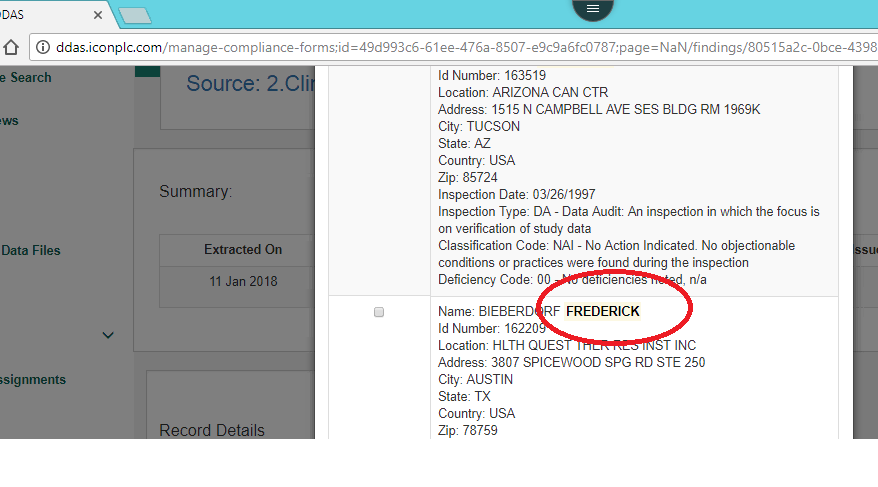 DDAS
ddas.iconplc.com/manage-compliance-forms;id=49d993c6-61ee-476a-8507-e9c9a6fc0787;page=NaN/findings/80515a2c-0bce-4398
e Search
ews
Data Files
ssignments
Source: 2.Clin
Summary:
Extracted On
11 Jan 2018
Record Details
Issue
Id Number: 163519
Location: ARIZONA CAN CTR
Address: 1515 N CAMPBELL AVE SES BLDG RM 1969K
City: TUCSON
State: AZ
Country: USA
Zip: 85724
Inspection Date: 03/26/1997
Inspection Type: DA - Data Audit: An inspection in which the focus is
on verification of study data
Classification Code: NAI - No Action Indicated. No objectionable
conditions or practices were found during the inspection
Deficiency Code: 00 - No deficiencies noted, n/a
Name: BIEBERDORF FREDERICK
Id Number: 162209
Location: HLTH QUEST THER RES INST INC
Address: 3807 SPICEWOOD SPG RD STE 250
City: AUSTIN
State: TX
Country: USA
Zip: 78759